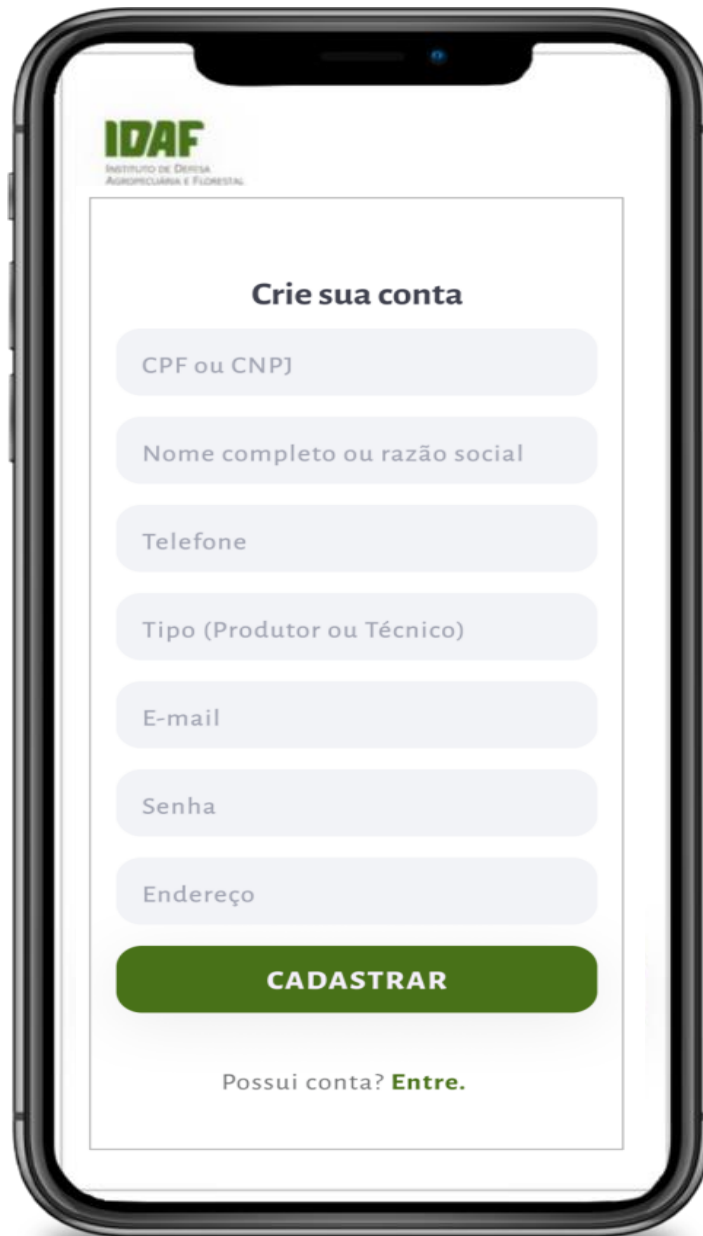 IDAF
INSTITUTO DE DEFESA
AGROPECUÁRIA E FLORESTAL
Crie sua conta
CPF ou CNPJ
Nome completo ou razão social
Telefone
Tipo (Produtor ou Técnico)
E-mail
Senha
Endereço
CADASTRAR
Possui conta? Entre.